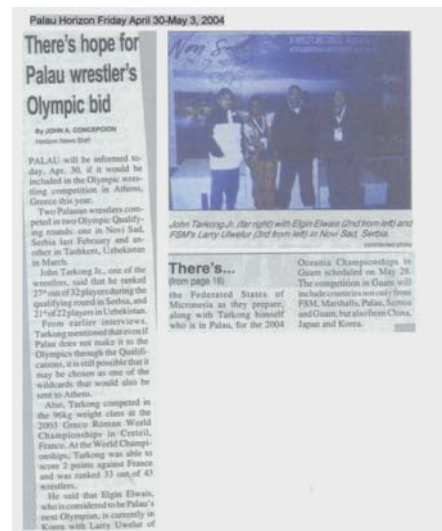 Palau Horizon Friday April 30-May 3, 2004
There's hope for
Palau wrestler's
Olympic bid
By JOHN A. CONCEPCION
Horizon News Staff
PALAU will be informed to-
day, Apr. 30, if it would be
included in the Olympic wres-
tling competition in Athens,
Greece this year.
Two Palauan wrestlers com-
peted in two Olympic Qualify-
ing rounds: one in Novi Sad,
Serbia last February and an-
other in Tashkent, Uzbekistan
in March.
John Tarkong Jr., one of the
wrestlers, said that he ranked
27th out of 32 players during the
qualifying round in Serbia, and
21st of 22 players in Uzbekistan.
From earlier interviews,
Tarkong mentioned that even if
Palau does not make it to the
Olympics through the Qualifi-
cations, it is still possible that it
may be chosen as one of the
wildcards that would also be
sent to Athens.
Also, Tarkong competed in
the 96kg weight class at the
2003 Greco Roman World
Championships in Creteil,
France. At the World Champi-
onships, Tarkong was able to
score 2 points against France
and was ranked 33 out of 43
wrestlers.
He said that Elgin Elwais,
who is considered to be Palau's
next Olympian, is currently in
Korea with Larry Uwelur of
Novi Sad
John Tarkong Jr. (far right) with Elgin Elwais (2nd from left) and
FSM's Larry Ulwelur (3rd from left) in Novi Sad, Serbia.
contributed photo
There's...
(from page 16)
the Federated States of
Micronesia as they prepare,
along with Tarkong himself
who is in Palau, for the 2004
Oceania Championships in
Guam scheduled on May 28.
The competition in Guam will
include countries not only from
FSM, Marshalls, Palau, Samoa
and Guam, but also from China,
Japan and Korea.